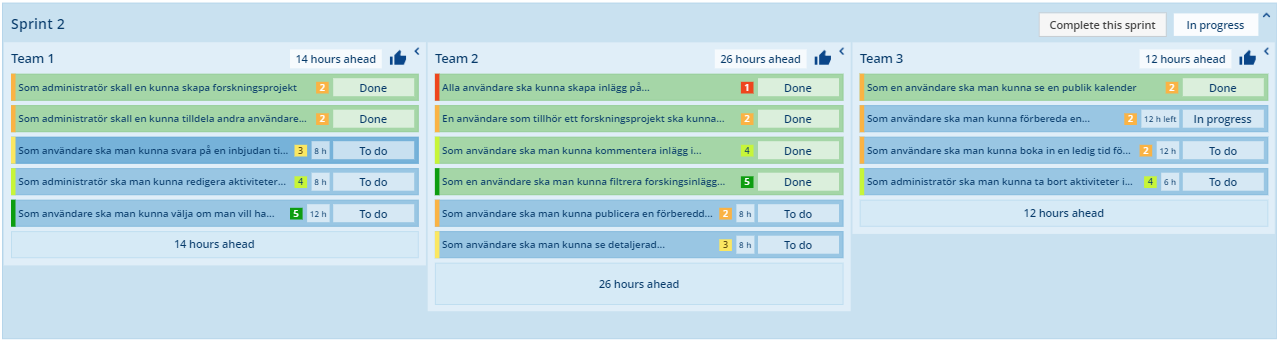 Sprint 2
Complete this sprint
In progress
Team 1
14 hours ahead
Som administratör skall en kunna skapa forskningsprojekt 2 Done
Som administratör skall en kunna tilldela andra användare... 2 Done
Som användare ska man kunna svara på en inbjudan ti... 3 8 h To do
Som administratör ska man kunna redigera aktiviteter... 4 8 h To do
Som användare ska man kunna välja om man vill ha... 5 12 h To do
14 hours ahead
Team 2
26 hours ahead
Alla användare ska kunna skapa inlägg på... 1 Done
En användare som tillhör ett forskningsprojekt ska kunna... 2 Done
Som användare ska man kunna kommentera inlägg i... 4 Done
Som en användare ska man kunna filtrera forskingsinlägg... 5 Done
Som användare ska man kunna publicera en förberedd... 2 8 h To do
Som användare ska man kunna se detaljerad... 3 8 h To do
26 hours ahead
Team 3
12 hours ahead
Som en användare ska man kunna se en publik kalender 2 Done
Som användare ska man kunna förbereda en... 2 12 h left In progress
Som användare ska man kunna boka in en ledig tid fö... 2 12 h To do
Som administratör ska man kunna ta bort aktiviteter i... 4 6 h To do
12 hours ahead